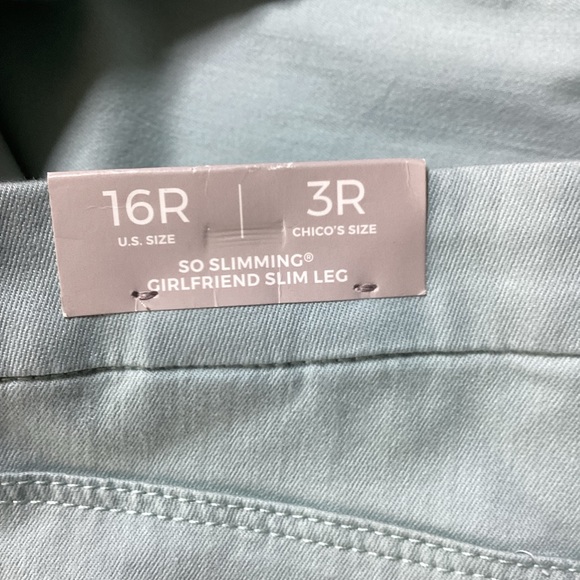 16R 3R
U.S. SIZE CHICO'S SIZE
SO SLIMMING®
GIRLFRIEND SLIM LEG